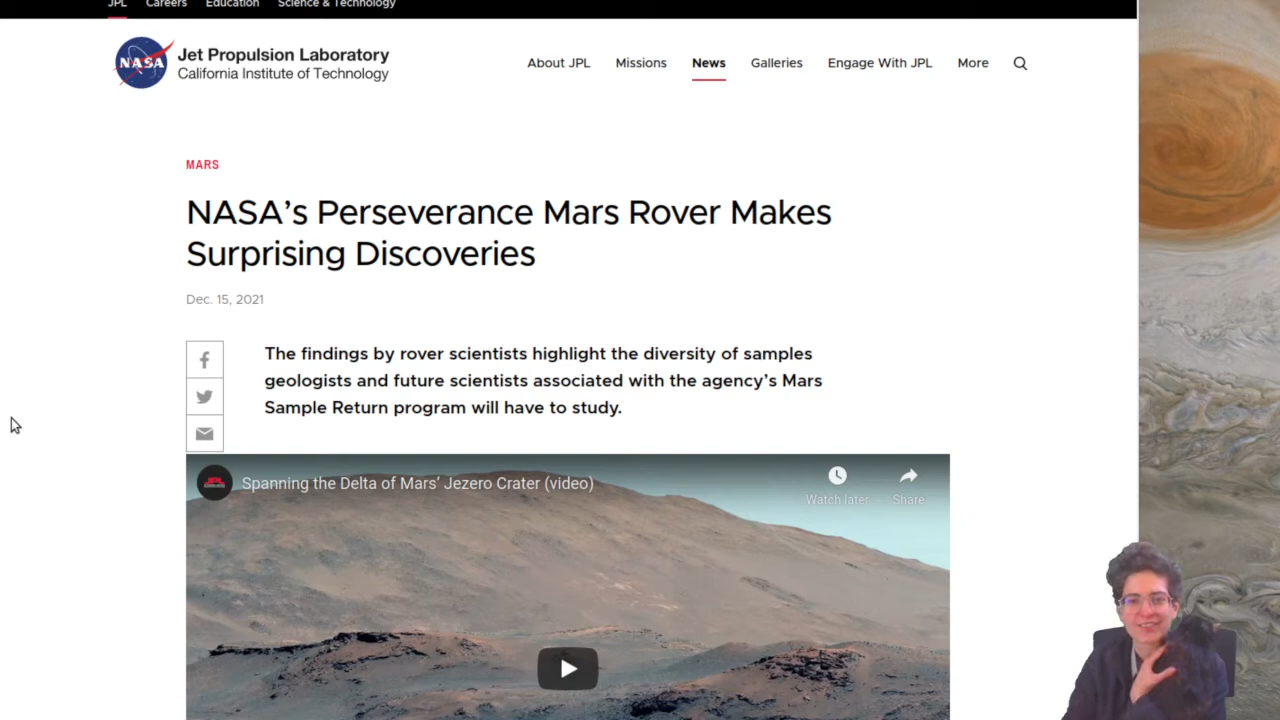 JPL Careers Education Science & Technology
NASA
Jet Propulsion Laboratory
California Institute of Technology
About JPL Missions News Galleries Engage With JPL More
MARS
NASA’s Perseverance Mars Rover Makes
Surprising Discoveries
Dec. 15, 2021
The findings by rover scientists highlight the diversity of samples
geologists and future scientists associated with the agency’s Mars
Sample Return program will have to study.
Spanning the Delta of Mars’ Jezero Crater (video)
Watch later Share